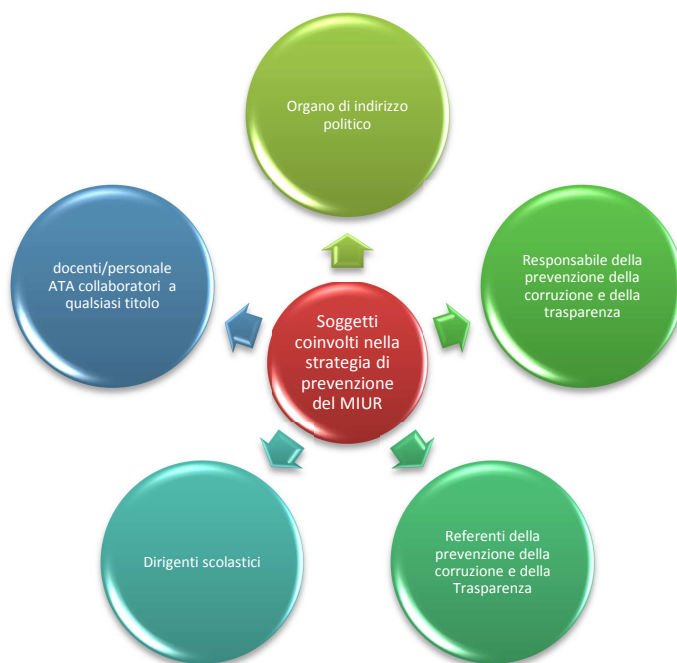 Organo di indirizzo
politico
Responsabile della
prevenzione della
corruzione e della
trasparenza
Referenti della
prevenzione della
corruzione e della
Trasparenza
Dirigenti scolastici
docenti/personale
ATA collaboratori a
qualsiasi titolo
Soggetti
coinvolti nella
strategia di
prevenzione
del MIUR